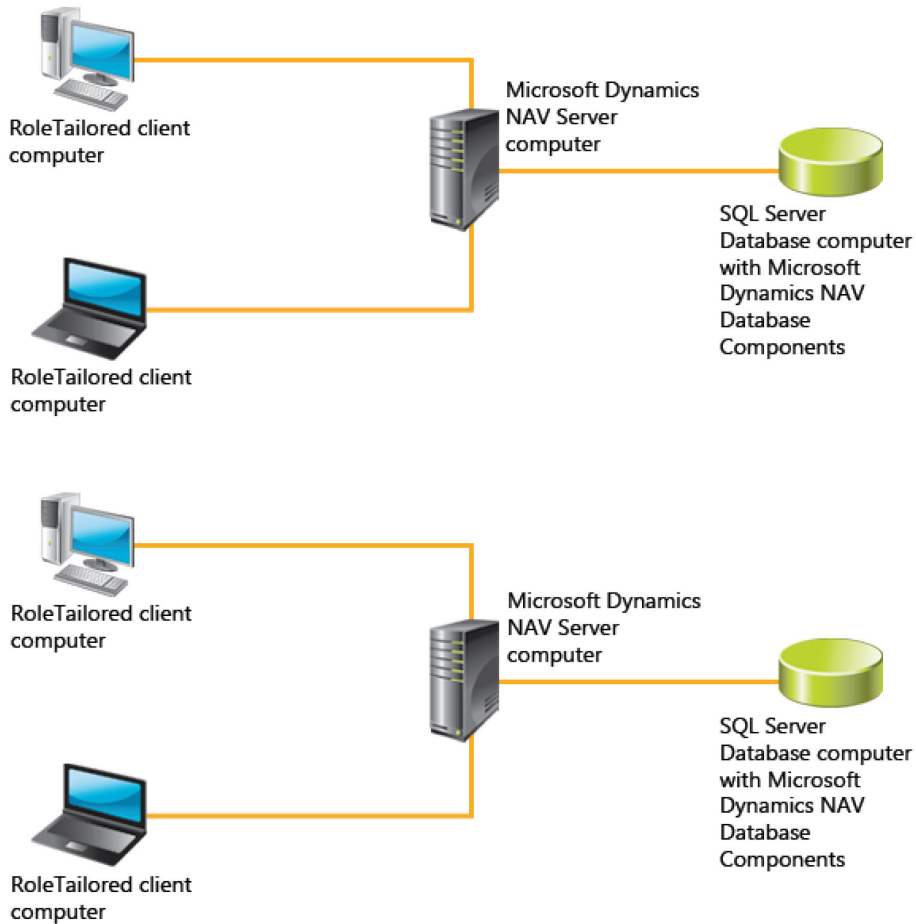 RoleTailored client
computer
Microsoft Dynamics
NAV Server
computer
SQL Server
Database computer
with Microsoft
Dynamics NAV
Database
Components
RoleTailored client
computer
RoleTailored client
computer
Microsoft Dynamics
NAV Server
computer
SQL Server
Database computer
with Microsoft
Dynamics NAV
Database
Components
RoleTailored client
computer